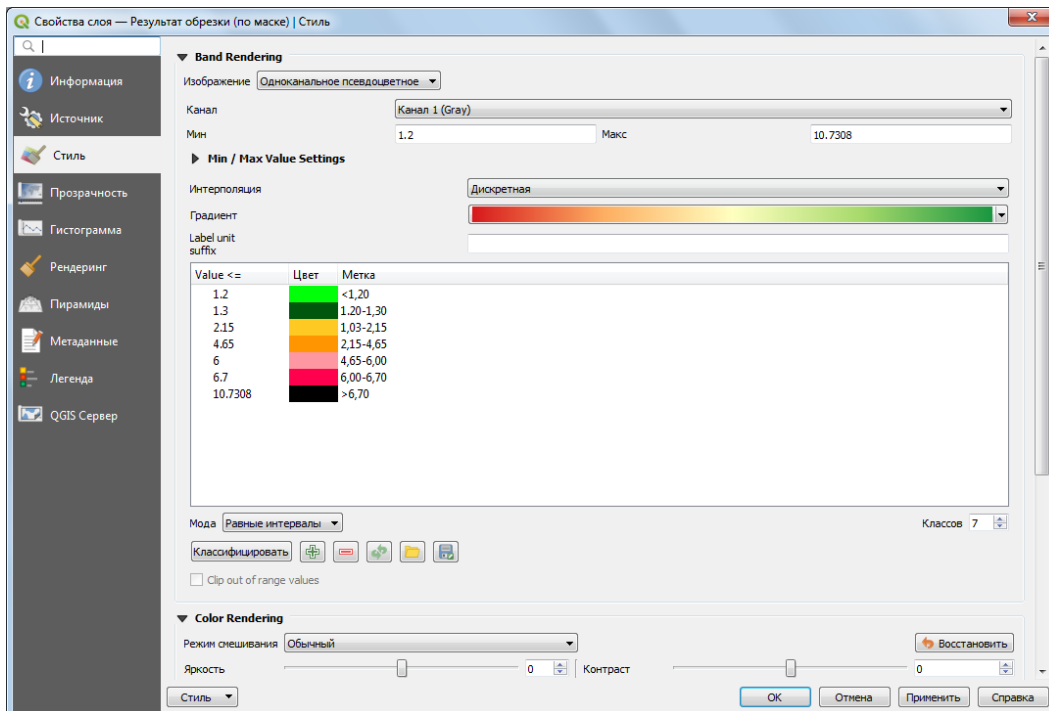 Свойства слоя — Результат обрезки (по маске) | Стиль
Информация
Источник
Стиль
Прозрачность
Гистограмма
Рендеринг
Пирамиды
Метаданные
Легенда
QGIS Сервер
Band Rendering
Изображение Одноканальное псевдоцветное
Канал Канал 1 (Gray)
Мин 1.2 Макс 10.7308
Min / Max Value Settings
Интерполяция Дискретная
Градиент
Label unit
suffix
Value <= Цвет Метка
1.2 <1,20
1.3 1.20-1,30
2.15 1,03-2,15
4.65 2,15-4,65
6 4,65-6,00
6.7 6,00-6,70
10.7308 >6,70
Мода Равные интервалы Классов 7
Классифицировать
Clip out of range values
Color Rendering
Режим смешивания Обычный Восстановить
Яркость 0 Контраст 0
Стиль OK Отмена Применить Справка